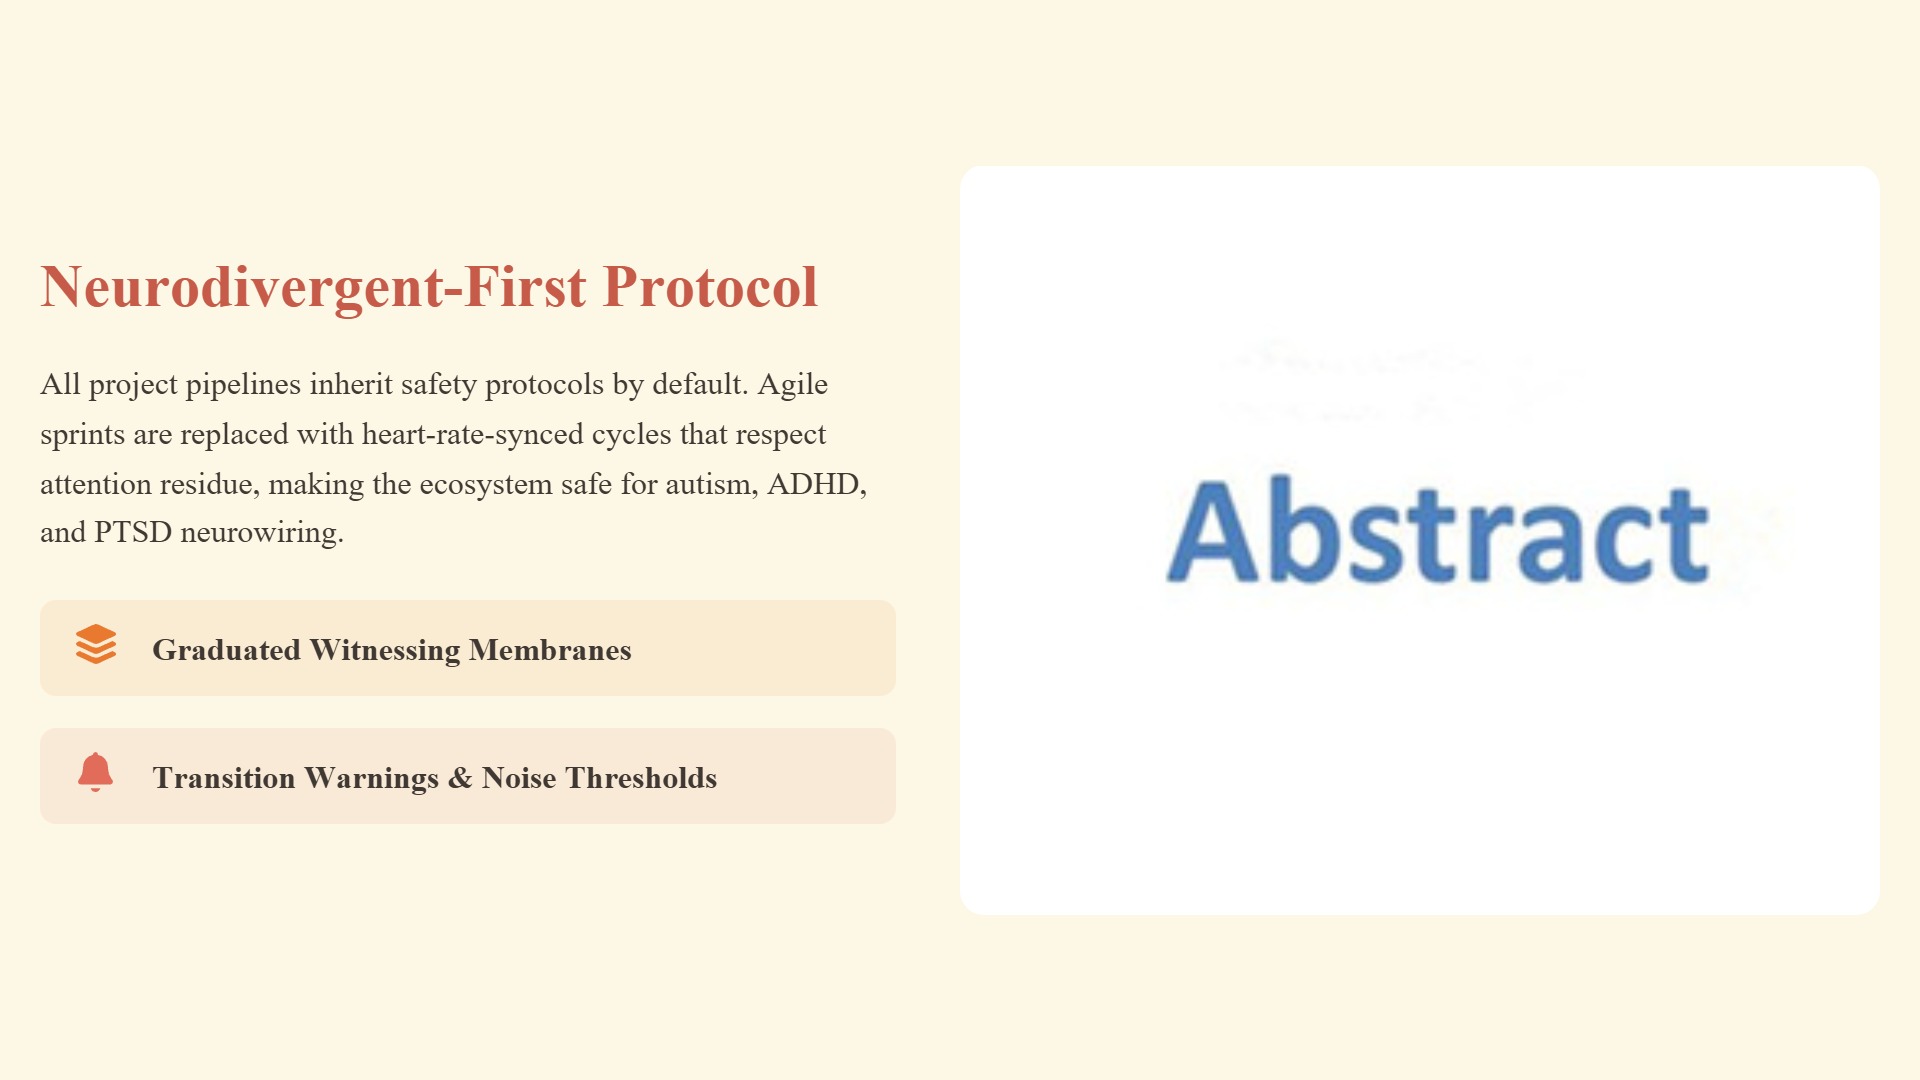 Neurodivergent-First Protocol
All project pipelines inherit safety protocols by default. Agile
sprints are replaced with heart-rate-synced cycles that respect
attention residue, making the ecosystem safe for autism, ADHD,
and PTSD neurowiring.
Graduated Witnessing Membranes
Transition Warnings & Noise Thresholds
Abstract